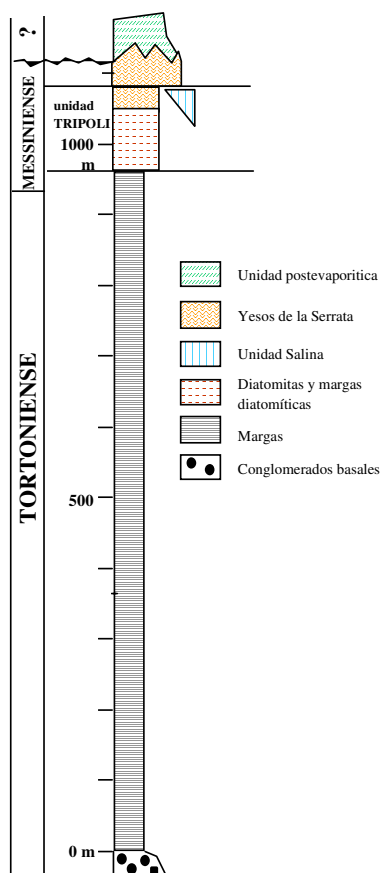 ?
MESSINIENSE
TORTONIENSE
unidad
TRIPOLI
1000
m
500
0 m
Unidad postevaporitica
Yesos de la Serrata
Unidad Salina
Diatomitas y margas
diatomíticas
Margas
Conglomerados basales